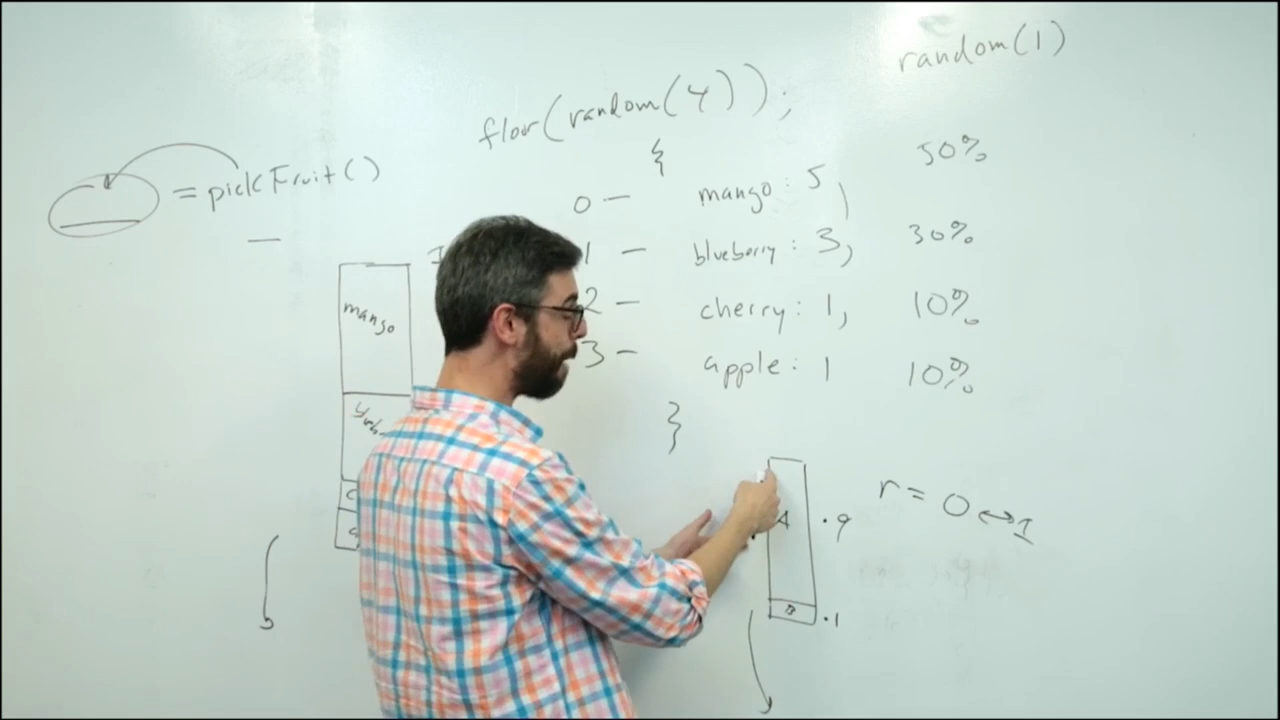 random(1)
floor(random(4));
= pickFruit()
{
50%
0 — mango: 5,
1 — blueberry: 3, 30%
2 — cherry: 1, 10%
3 — apple: 1 10%
}
mango
A .9
r = 0 ↔ 1
B .1